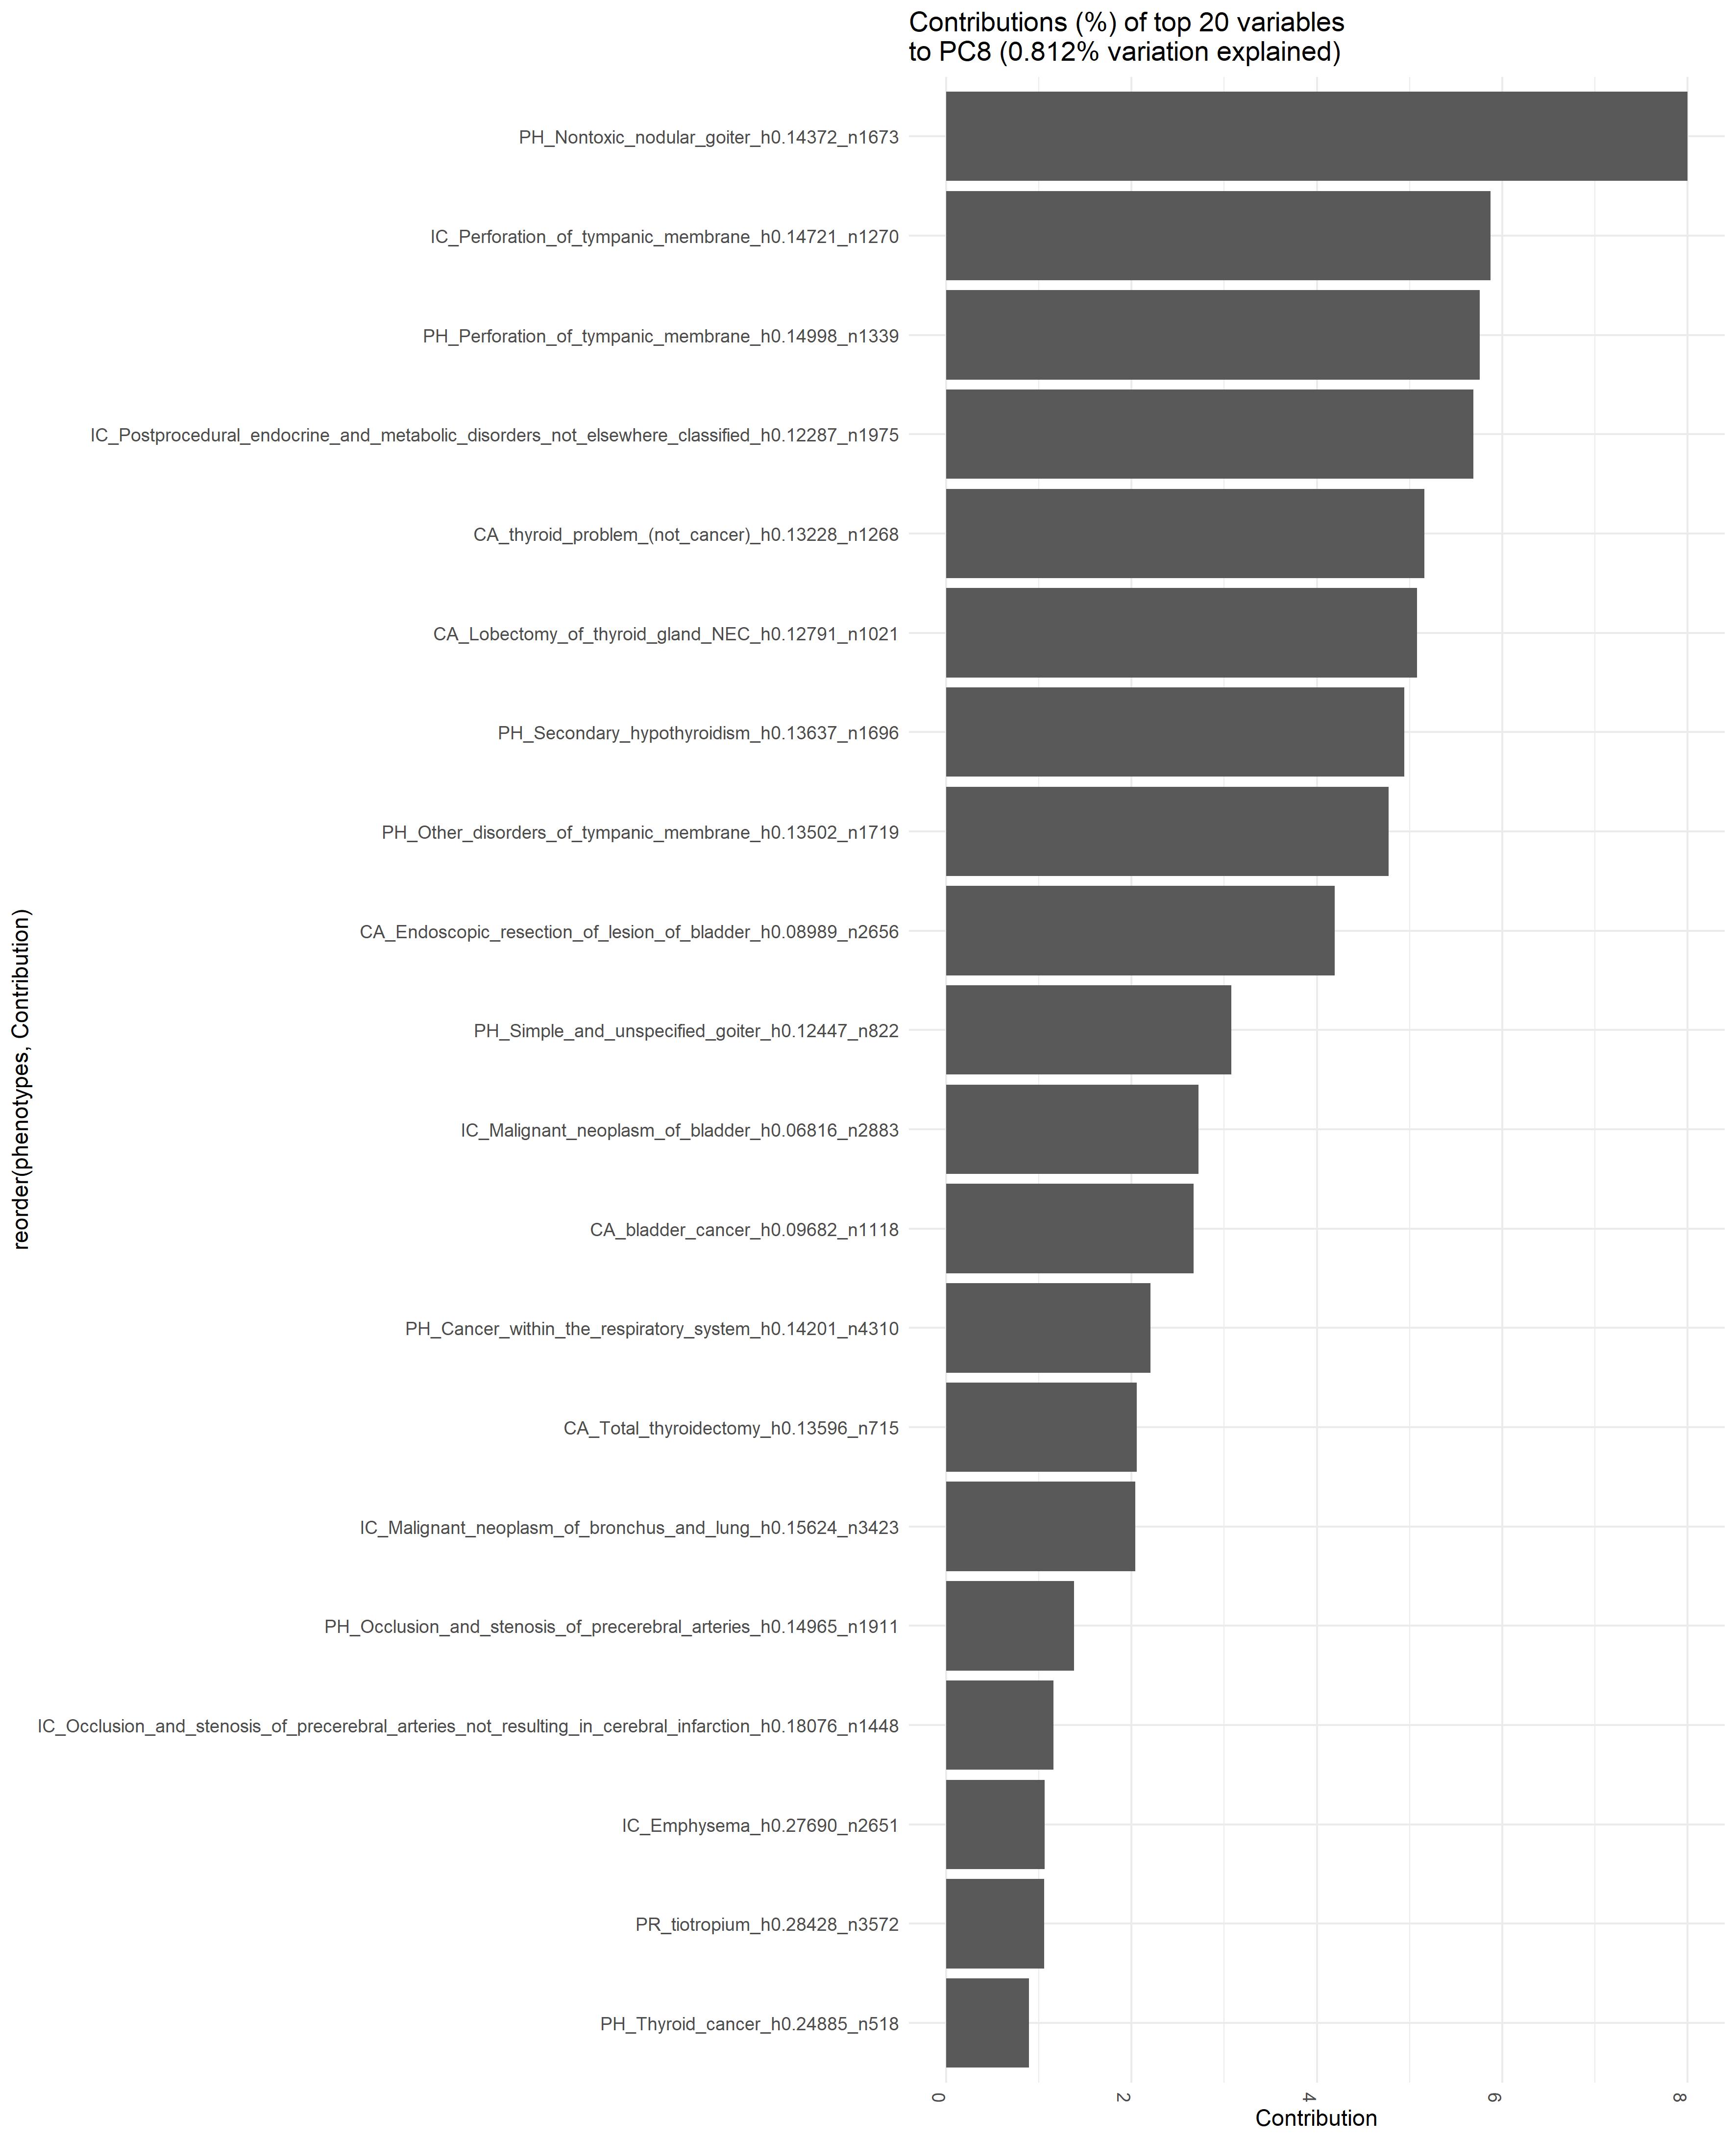 Contributions (%) of top 20 variables
to PC8 (0.812% variation explained)
PH_Nontoxic_nodular_goiter_h0.14372_n1673
IC_Perforation_of_tympanic_membrane_h0.14721_n1270
PH_Perforation_of_tympanic_membrane_h0.14998_n1339
IC_Postprocedural_endocrine_and_metabolic_disorders_not_elsewhere_classified_h0.12287_n1975
CA_thyroid_problem_(not_cancer)_h0.13228_n1268
CA_Lobectomy_of_thyroid_gland_NEC_h0.12791_n1021
PH_Secondary_hypothyroidism_h0.13637_n1696
PH_Other_disorders_of_tympanic_membrane_h0.13502_n1719
CA_Endoscopic_resection_of_lesion_of_bladder_h0.08989_n2656
PH_Simple_and_unspecified_goiter_h0.12447_n822
IC_Malignant_neoplasm_of_bladder_h0.06816_n2883
CA_bladder_cancer_h0.09682_n1118
PH_Cancer_within_the_respiratory_system_h0.14201_n4310
CA_Total_thyroidectomy_h0.13596_n715
IC_Malignant_neoplasm_of_bronchus_and_lung_h0.15624_n3423
PH_Occlusion_and_stenosis_of_precerebral_arteries_h0.14965_n1911
IC_Occlusion_and_stenosis_of_precerebral_arteries_not_resulting_in_cerebral_infarction_h0.18076_n1448
IC_Emphysema_h0.27690_n2651
PR_tiotropium_h0.28428_n3572
PH_Thyroid_cancer_h0.24885_n518
reorder(phenotypes, Contribution)
0
2
4
6
8
Contribution